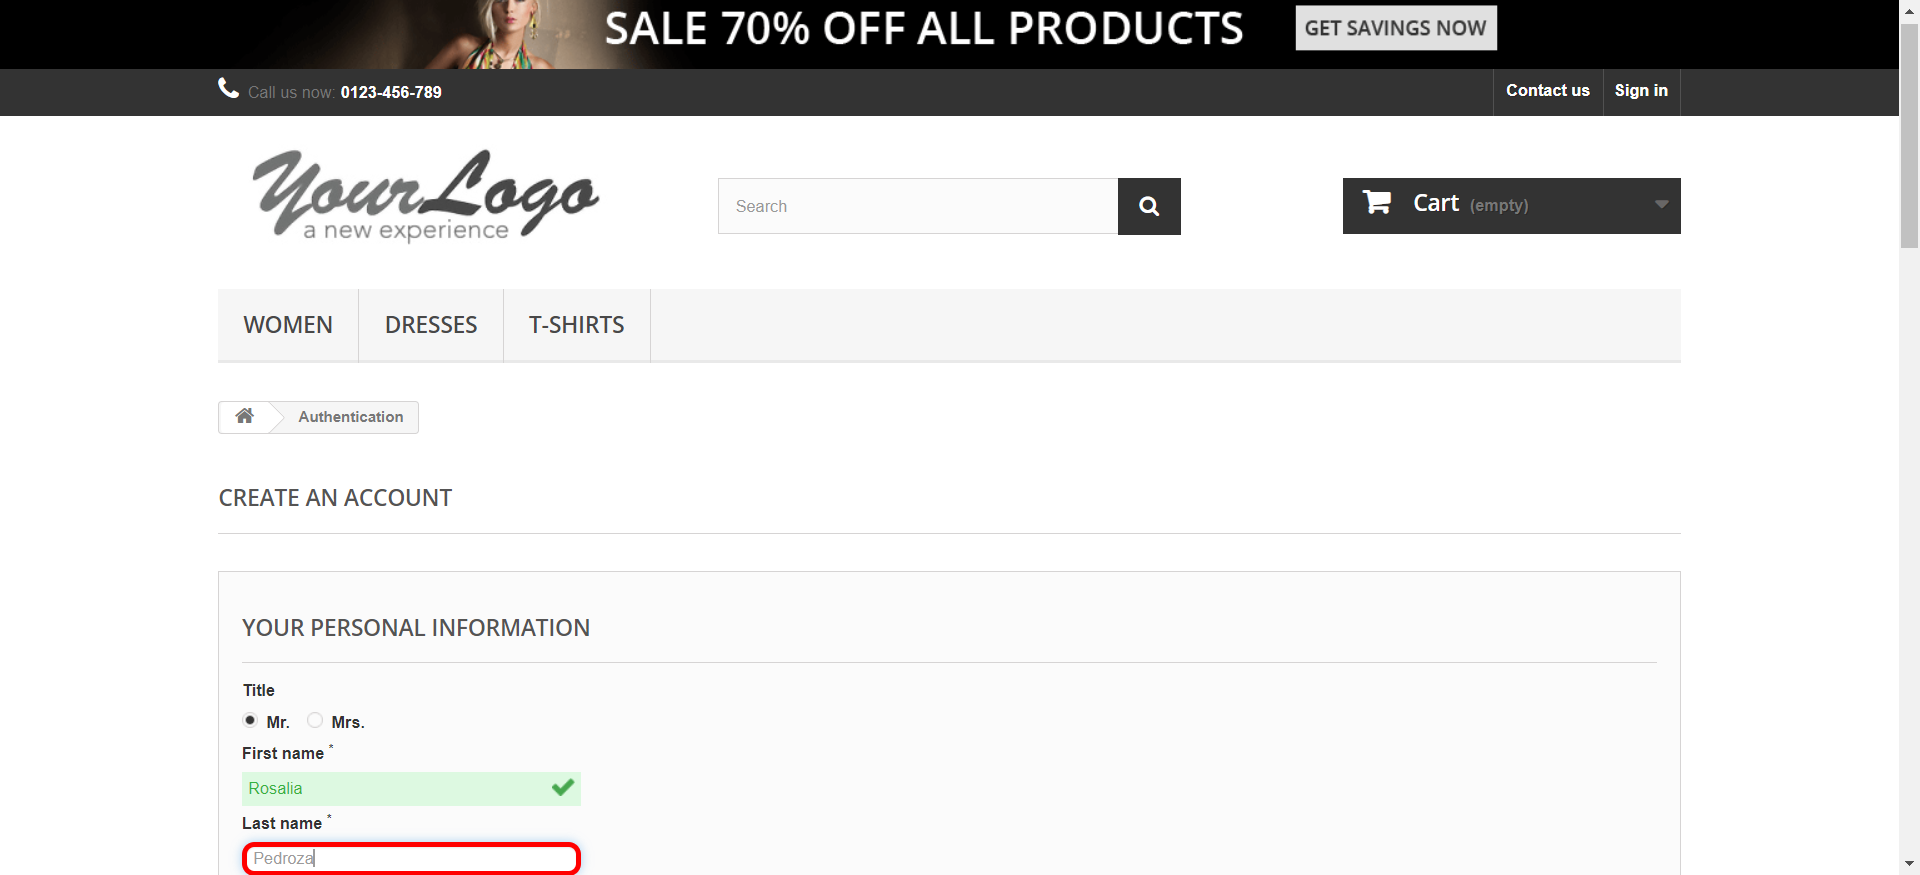 SALE 70% OFF ALL PRODUCTS GET SAVINGS NOW
Call us now: 0123-456-789 Contact us Sign in
YourLogo
a new experience
Search Cart (empty)
WOMEN DRESSES T-SHIRTS
Authentication
CREATE AN ACCOUNT
YOUR PERSONAL INFORMATION
Title
Mr. Mrs.
First name *
Rosalia
Last name *
Pedroza